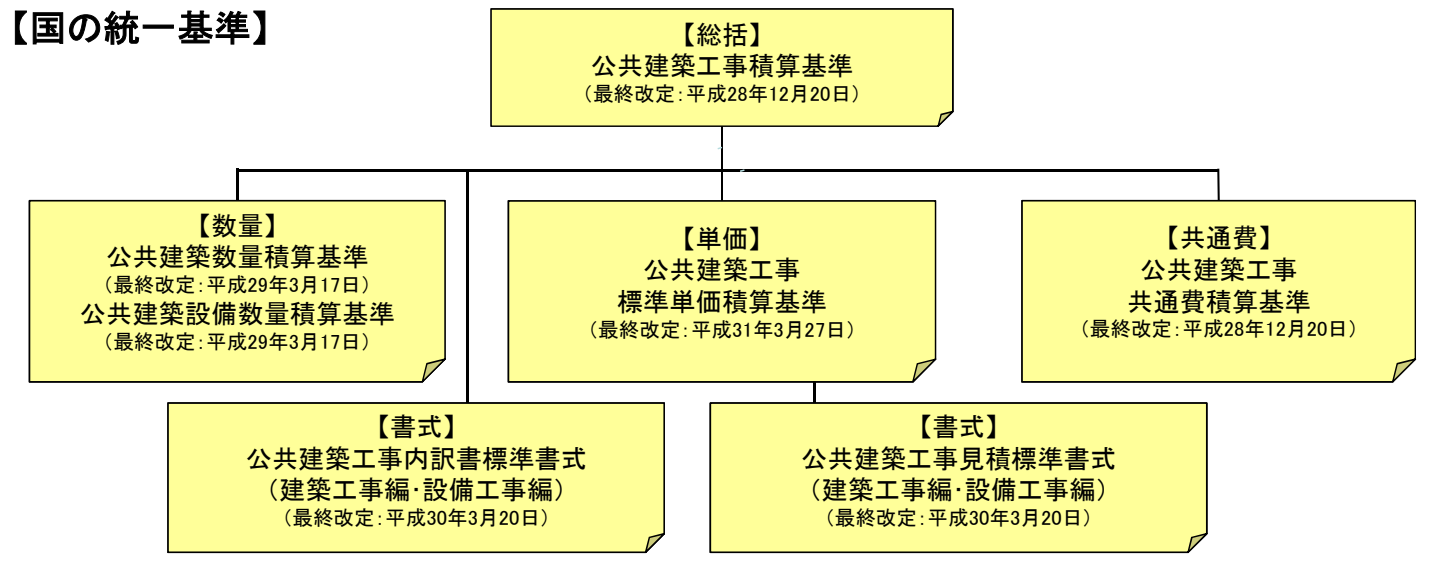 【国の統一基準】
【総括】
公共建築工事積算基準
（最終改定：平成28年12月20日）
【数量】
公共建築数量積算基準
（最終改定：平成29年3月17日）
公共建築設備数量積算基準
（最終改定：平成29年3月17日）
【単価】
公共建築工事
標準単価積算基準
（最終改定：平成31年3月27日）
【共通費】
公共建築工事
共通費積算基準
（最終改定：平成28年12月20日）
【書式】
公共建築工事内訳書標準書式
（建築工事編・設備工事編）
（最終改定：平成30年3月20日）
【書式】
公共建築工事見積標準書式
（建築工事編・設備工事編）
（最終改定：平成30年3月20日）